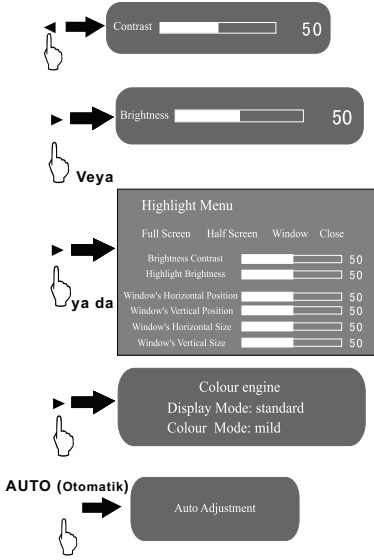 Contrast 50
Brightness 50
Veya
Highlight Menu
Full Screen Half Screen Window Close
Brightness Contrast 50
Highlight Brightness 50
ya da
Window's Horizontal Position 50
Window's Vertical Position 50
Window's Horizontal Size 50
Window's Vertical Size 50
Colour engine
Display Mode: standard
Colour Mode: mild
AUTO (Otomatik)
Auto Adjustment